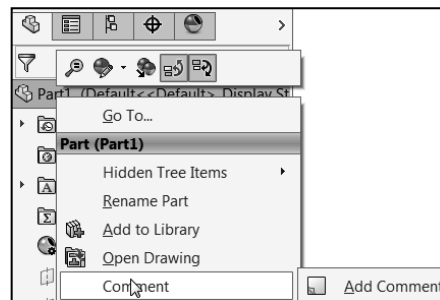 Part1 (Default<<Default>_Display St
Go To...
Part (Part1)
Hidden Tree Items
Rename Part
Add to Library
Open Drawing
Comment
Add Comment